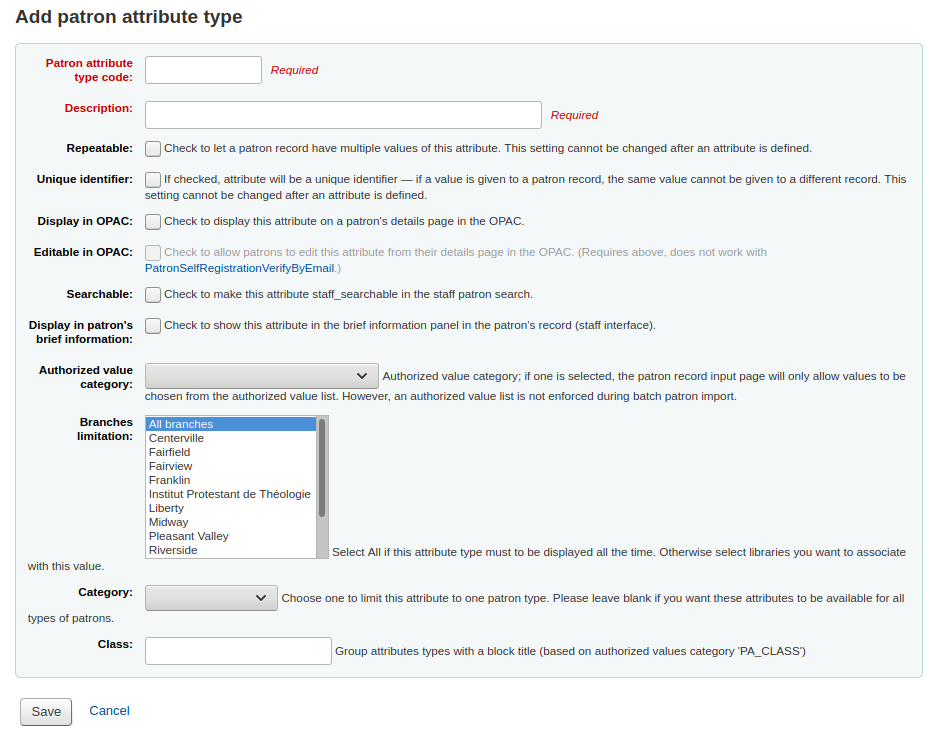 Add patron attribute type
Patron attribute
type code:
Required
Description:
Required
Repeatable:
Check to let a patron record have multiple values of this attribute. This setting cannot be changed after an attribute is defined.
Unique identifier:
If checked, attribute will be a unique identifier — if a value is given to a patron record, the same value cannot be given to a different record. This
setting cannot be changed after an attribute is defined.
Display in OPAC:
Check to display this attribute on a patron's details page in the OPAC.
Editable in OPAC:
Check to allow patrons to edit this attribute from their details page in the OPAC. (Requires above, does not work with
PatronSelfRegistrationVerifyByEmail.)
Searchable:
Check to make this attribute staff_searchable in the staff patron search.
Display in patron's
brief information:
Check to show this attribute in the brief information panel in the patron's record (staff interface).
Authorized value
category:
Authorized value category; if one is selected, the patron record input page will only allow values to be
chosen from the authorized value list. However, an authorized value list is not enforced during batch patron import.
Branches
limitation:
All branches
Centerville
Fairfield
Fairview
Franklin
Institut Protestant de Théologie
Liberty
Midway
Pleasant Valley
Riverside
Select All if this attribute type must to be displayed all the time. Otherwise select libraries you want to associate
with this value.
Category:
Choose one to limit this attribute to one patron type. Please leave blank if you want these attributes to be available for all
types of patrons.
Class:
Group attributes types with a block title (based on authorized values category 'PA_CLASS')
Save
Cancel